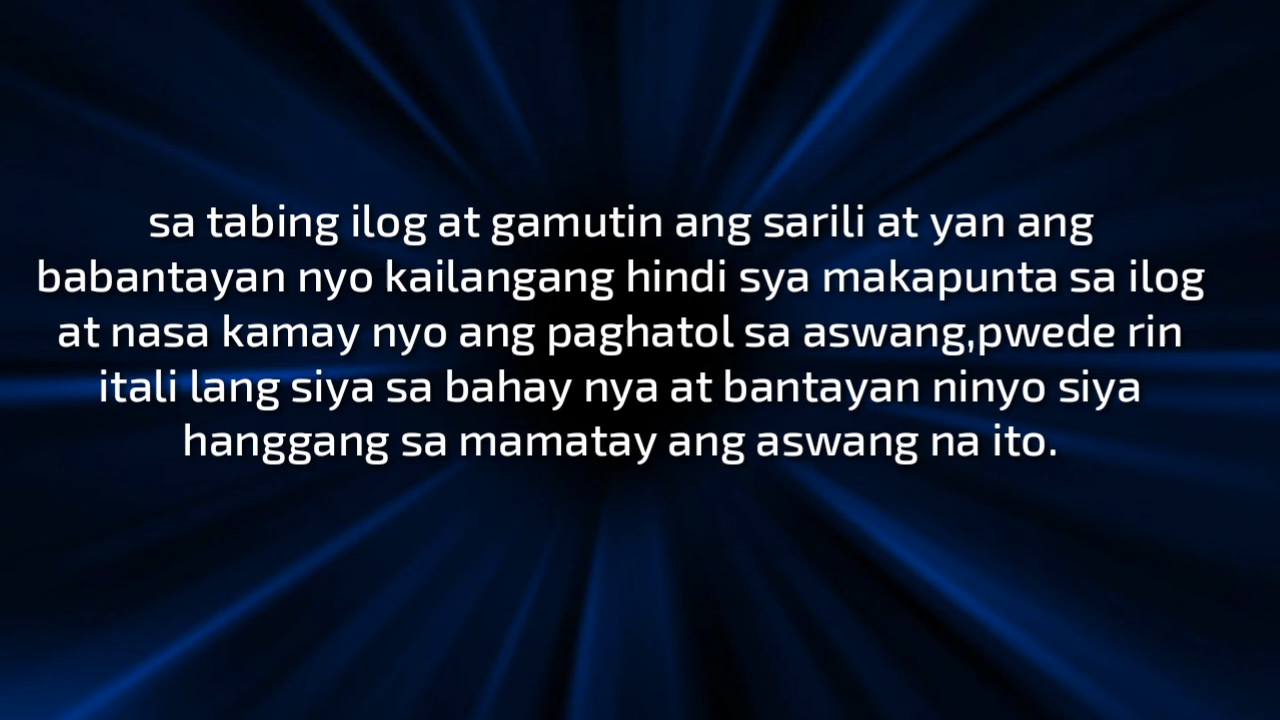 sa tabing ilog at gamutin ang sarili at yan ang
babantayan nyo kailangang hindi sya makapunta sa ilog
at nasa kamay nyo ang paghatol sa aswang,pwede rin
itali lang siya sa bahay nya at bantayan ninyo siya
hanggang sa mamatay ang aswang na ito.